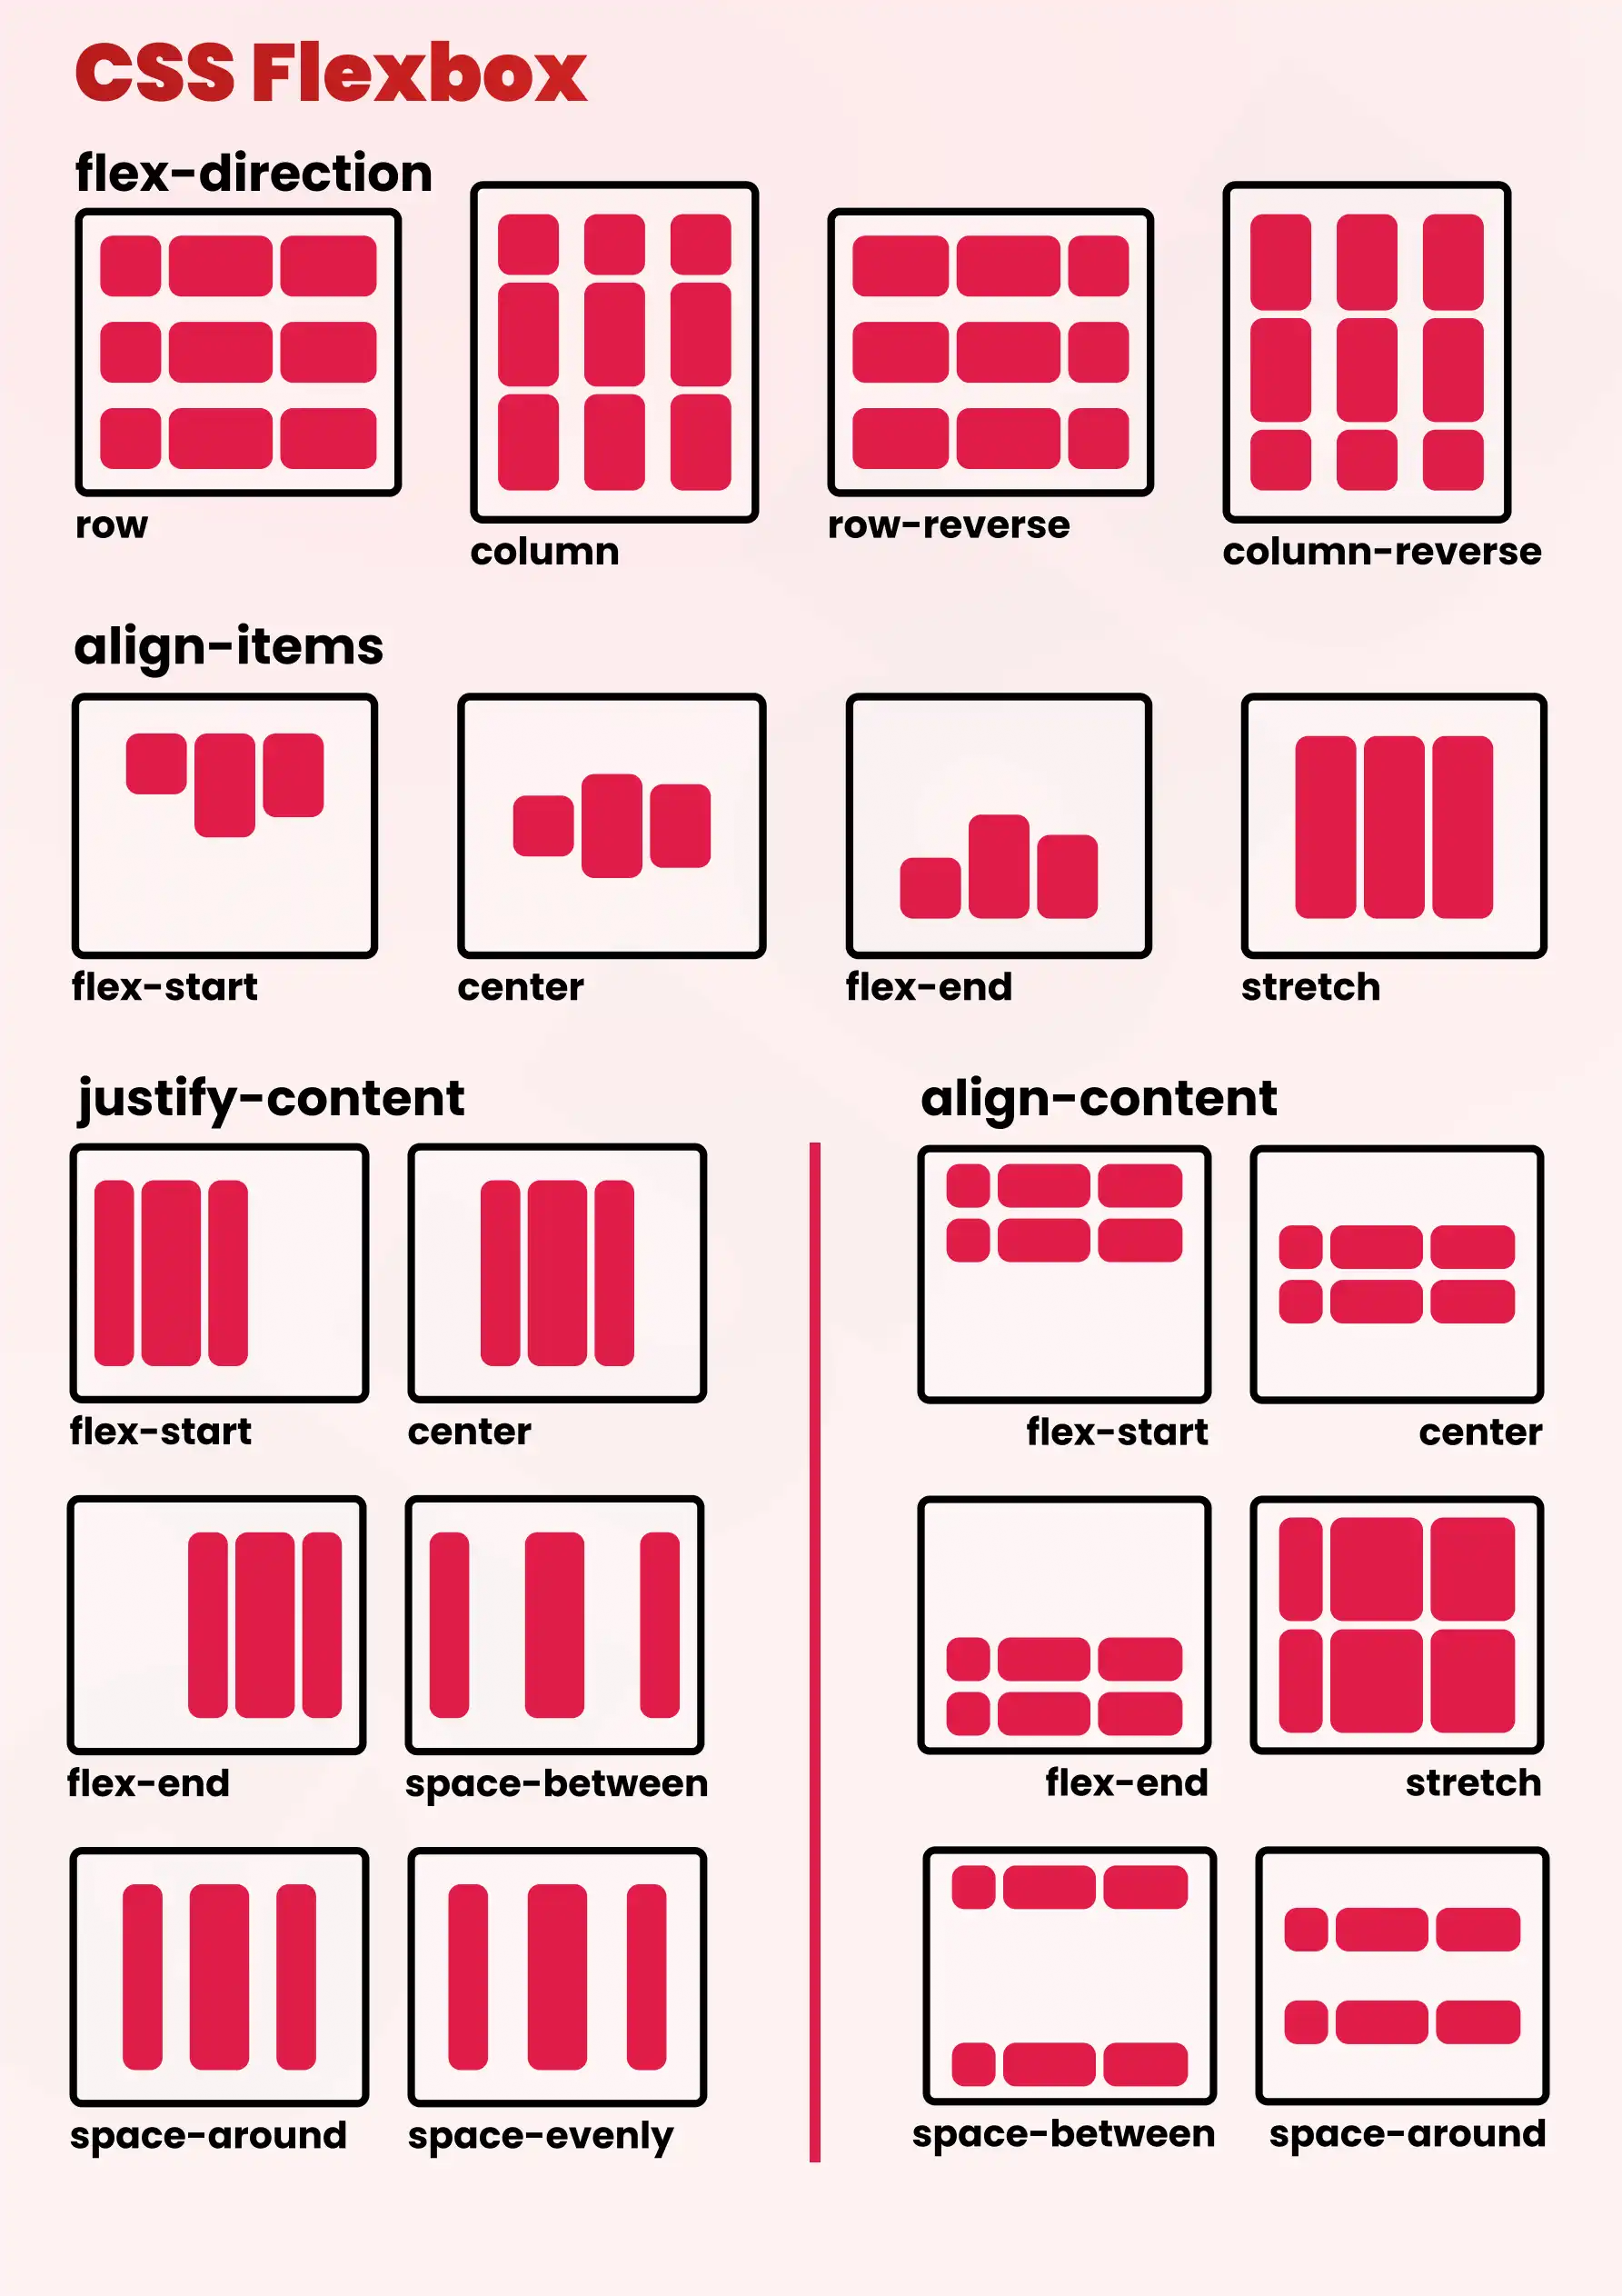 CSS Flexbox
flex-direction
row
column
row-reverse
column-reverse
align-items
flex-start
center
flex-end
stretch
justify-content
flex-start
center
flex-end
space-between
space-around
space-evenly
align-content
flex-start
center
flex-end
stretch
space-between
space-around